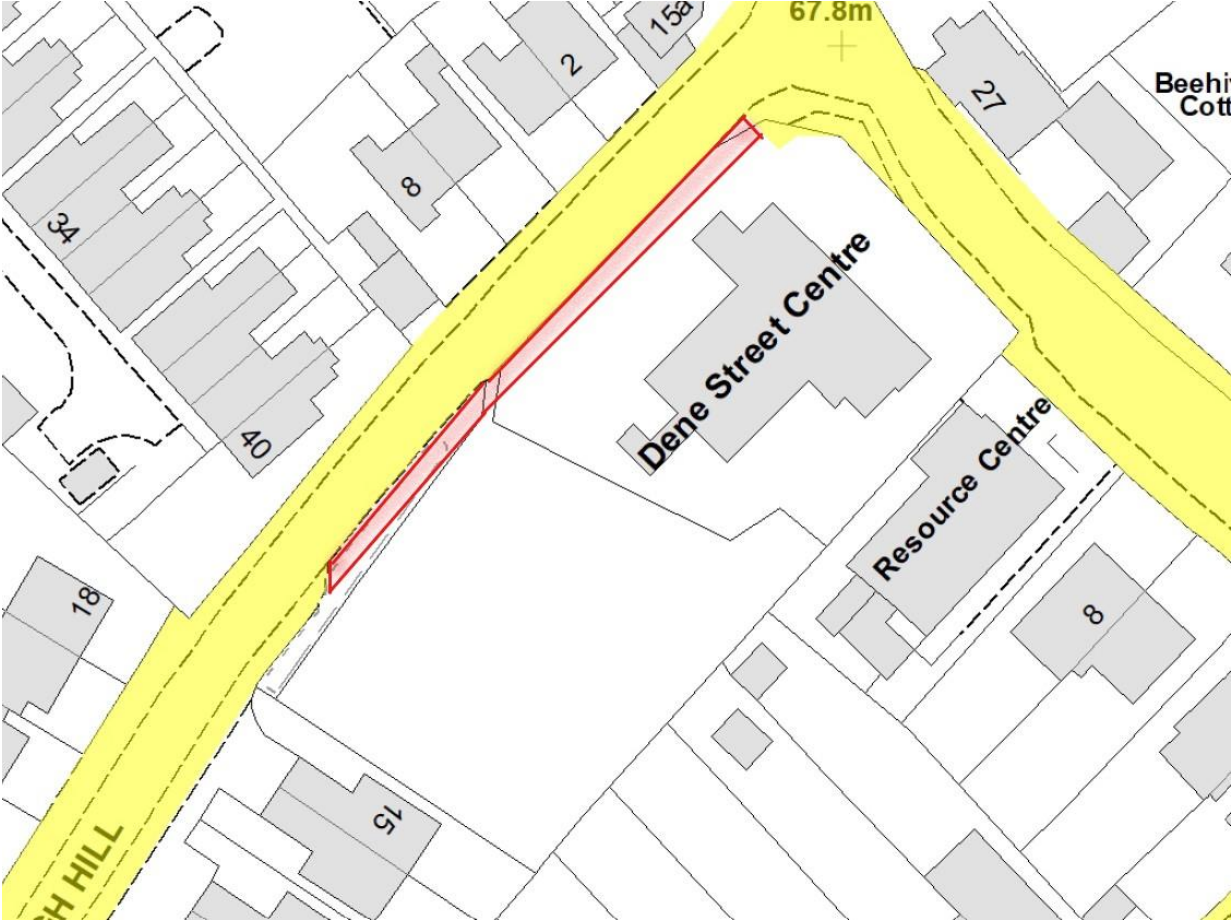 67.8m
15a
2
27
Beehi
Cott
8
34
Dene Street Centre
40
Resource Centre
18
8
15
GH HILL